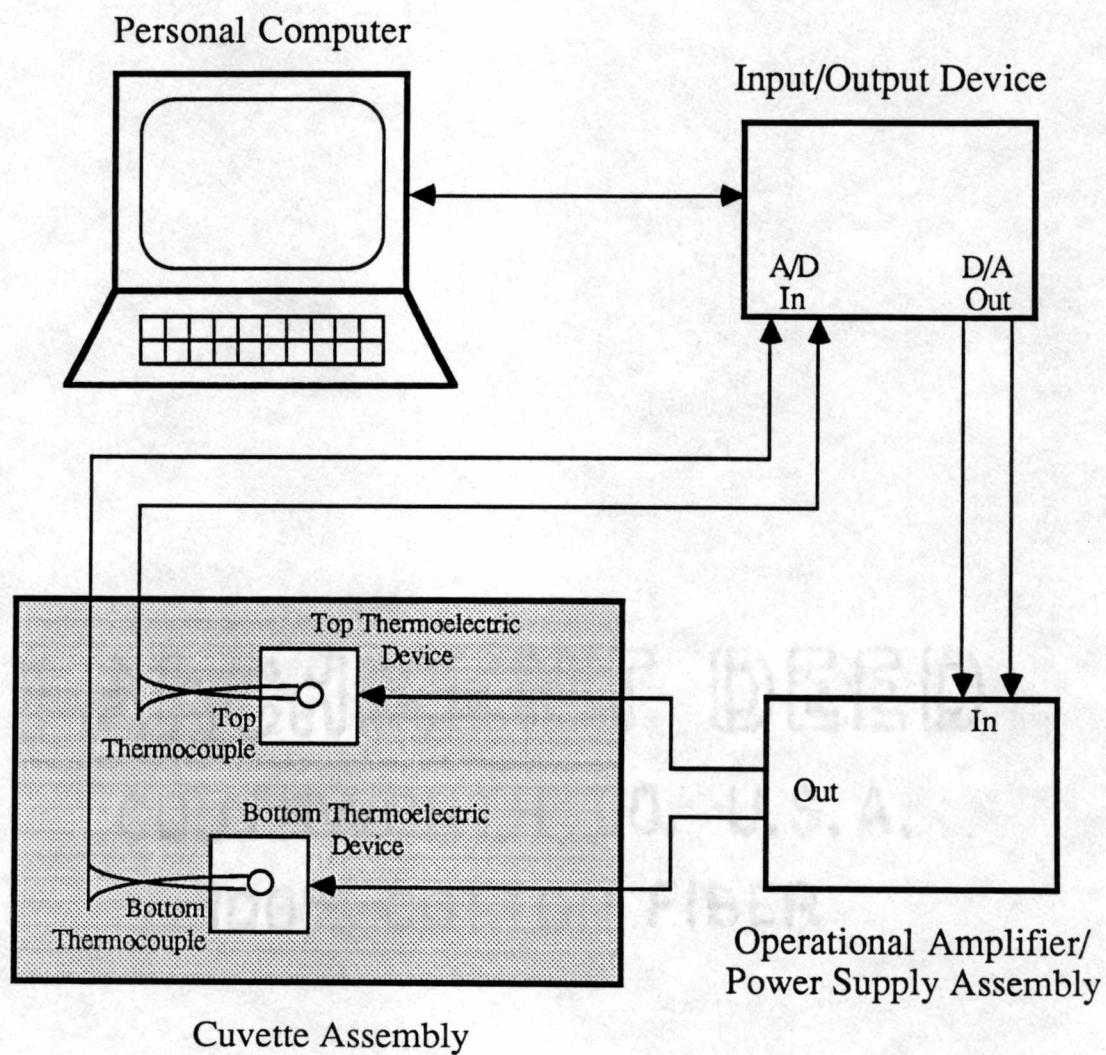 Personal Computer
Input/Output Device
A/D
In
D/A
Out
Top Thermoelectric
Device
Top
Thermocouple
Bottom Thermoelectric
Device
Bottom
Thermocouple
In
Out
Operational Amplifier/
Power Supply Assembly
Cuvette Assembly
U.S.A.
FIBER